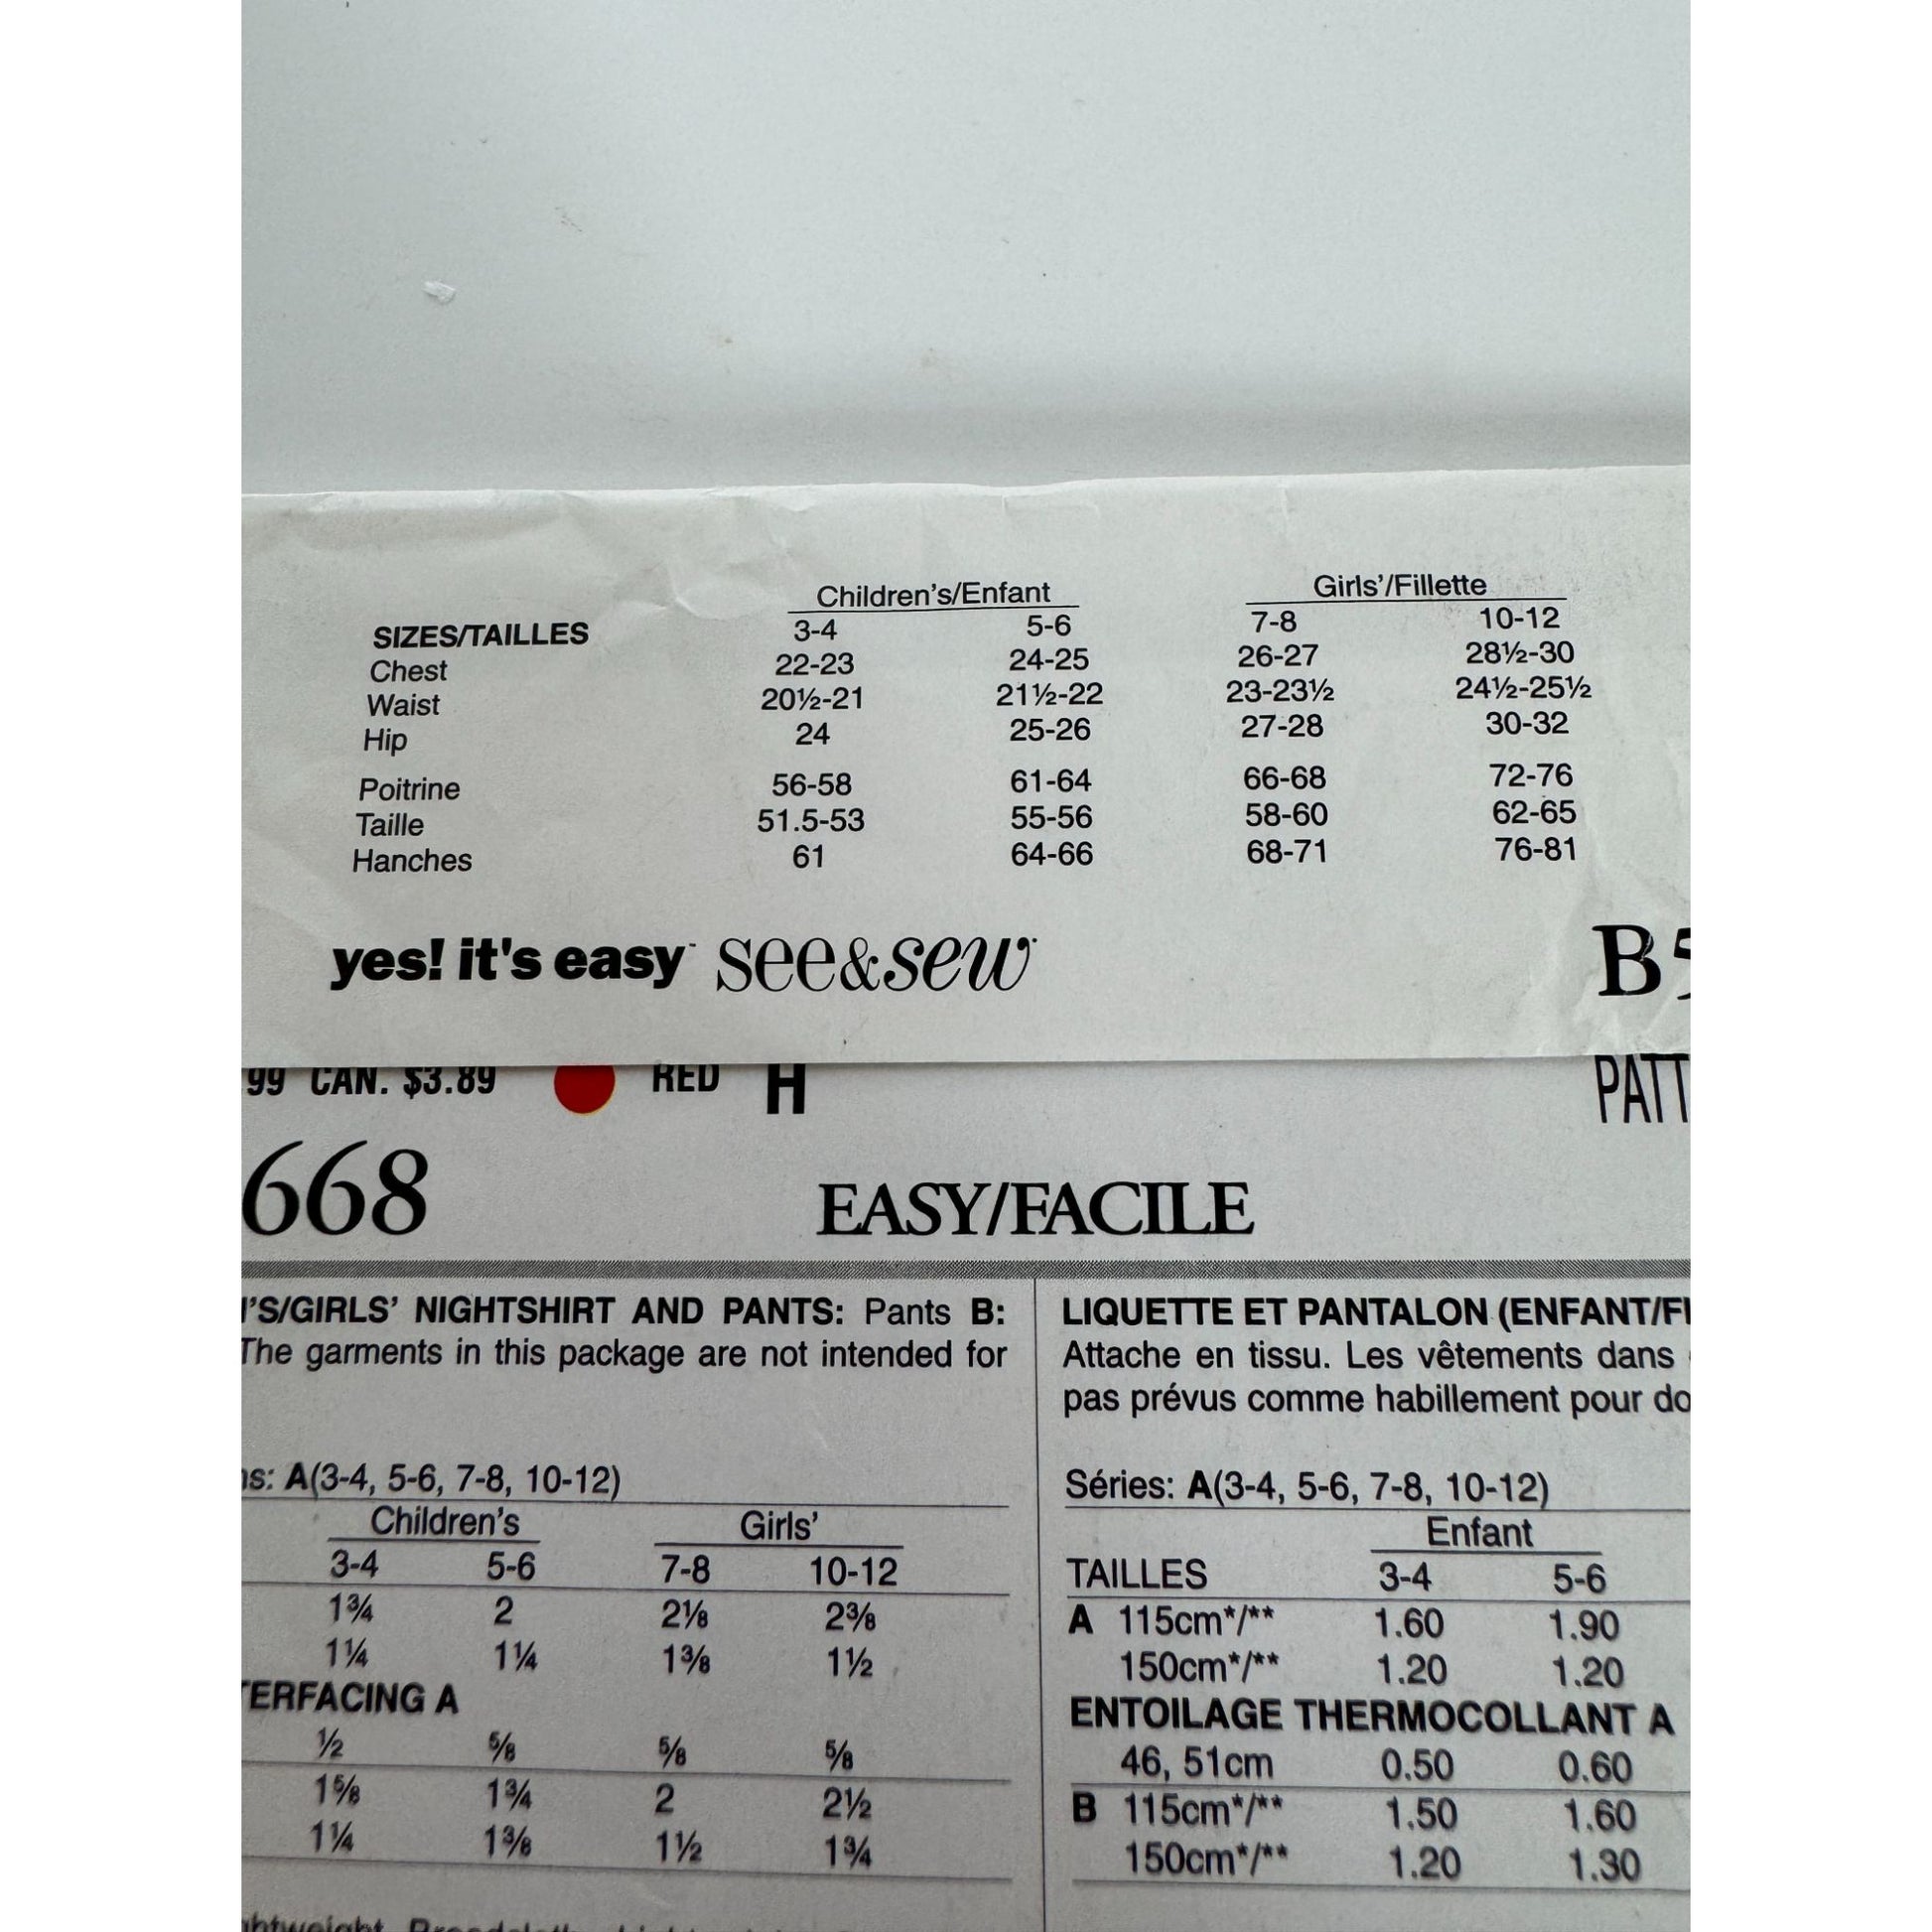 Children's/Enfant Girls'/Fillette
SIZES/TAILLES 3-4 5-6 7-8 10-12
Chest 22-23 24-25 26-27 28½-30
Waist 20½-21 21½-22 23-23½ 24½-25½
Hip 24 25-26 27-28 30-32
Poitrine 56-58 61-64 66-68 72-76
Taille 51.5-53 55-56 58-60 62-65
Hanches 61 64-66 68-71 76-81
yes! it's easy™ see&sew B5
99 CAN. $3.89 RED H PATT
668 EASY/FACILE
'S/GIRLS' NIGHTSHIRT AND PANTS: Pants B:
The garments in this package are not intended for
s: A(3-4, 5-6, 7-8, 10-12)
Children's Girls'
3-4 5-6 7-8 10-12
1¾ 2 2⅛ 2⅜
1¼ 1¼ 1⅜ 1½
ERFACING A
½ ⅝ ⅝ ⅝
1⅝ 1¾ 2 2½
1¼ 1⅜ 1½ 1¾
LIQUETTE ET PANTALON (ENFANT/FI
Attache en tissu. Les vêtements dans
pas prévus comme habillement pour do
Séries: A(3-4, 5-6, 7-8, 10-12)
Enfant
TAILLES 3-4 5-6
A 115cm*/** 1.60 1.90
150cm*/** 1.20 1.20
ENTOILAGE THERMOCOLLANT A
46, 51cm 0.50 0.60
B 115cm*/** 1.50 1.60
150cm*/** 1.20 1.30